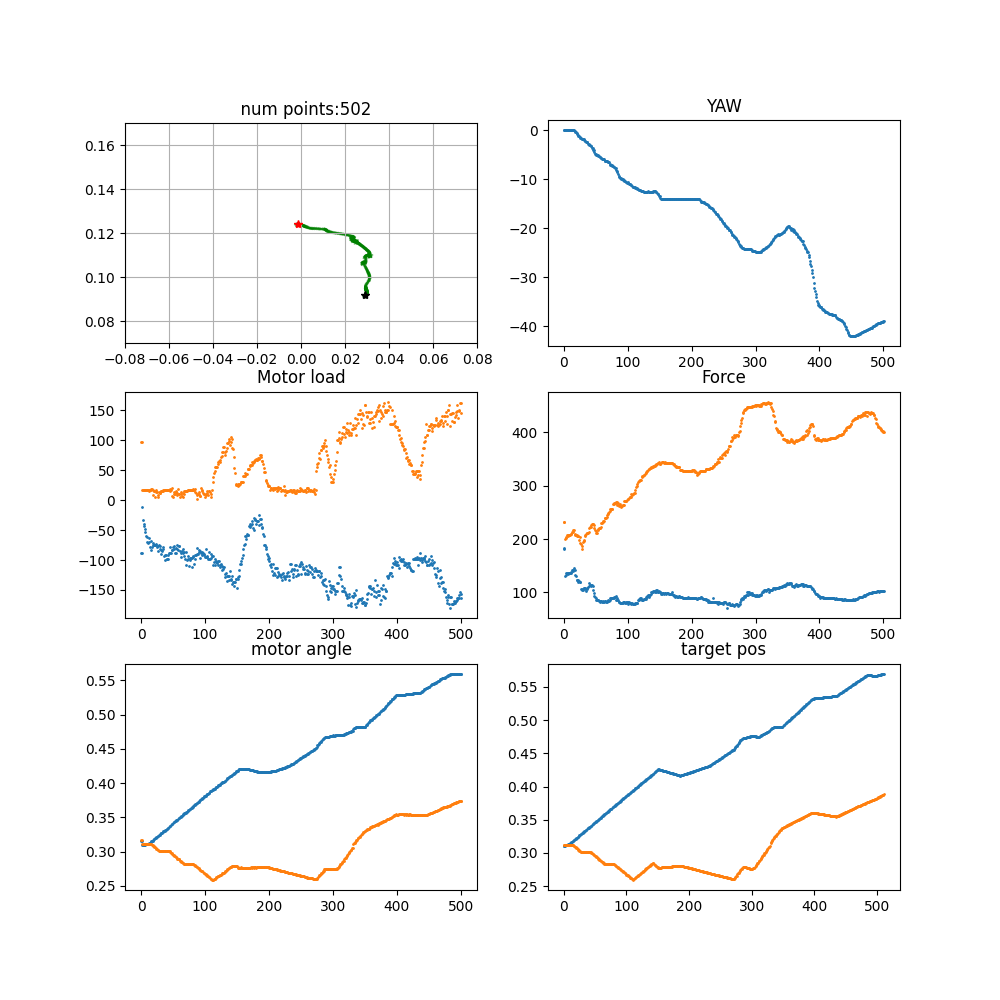 num points:502
YAW
0.16
0.14
0.12
0.10
0.08
−0.08 −0.06 −0.04 −0.02 0.00 0.02 0.04 0.06 0.08
0
−10
−20
−30
−40
0 100 200 300 400 500
Motor load
Force
150
100
50
0
−50
−100
−150
0 100 200 300 400 500
400
300
200
100
0 100 200 300 400 500
motor angle
target pos
0.55
0.50
0.45
0.40
0.35
0.30
0.25
0 100 200 300 400 500
0.55
0.50
0.45
0.40
0.35
0.30
0.25
0 100 200 300 400 500